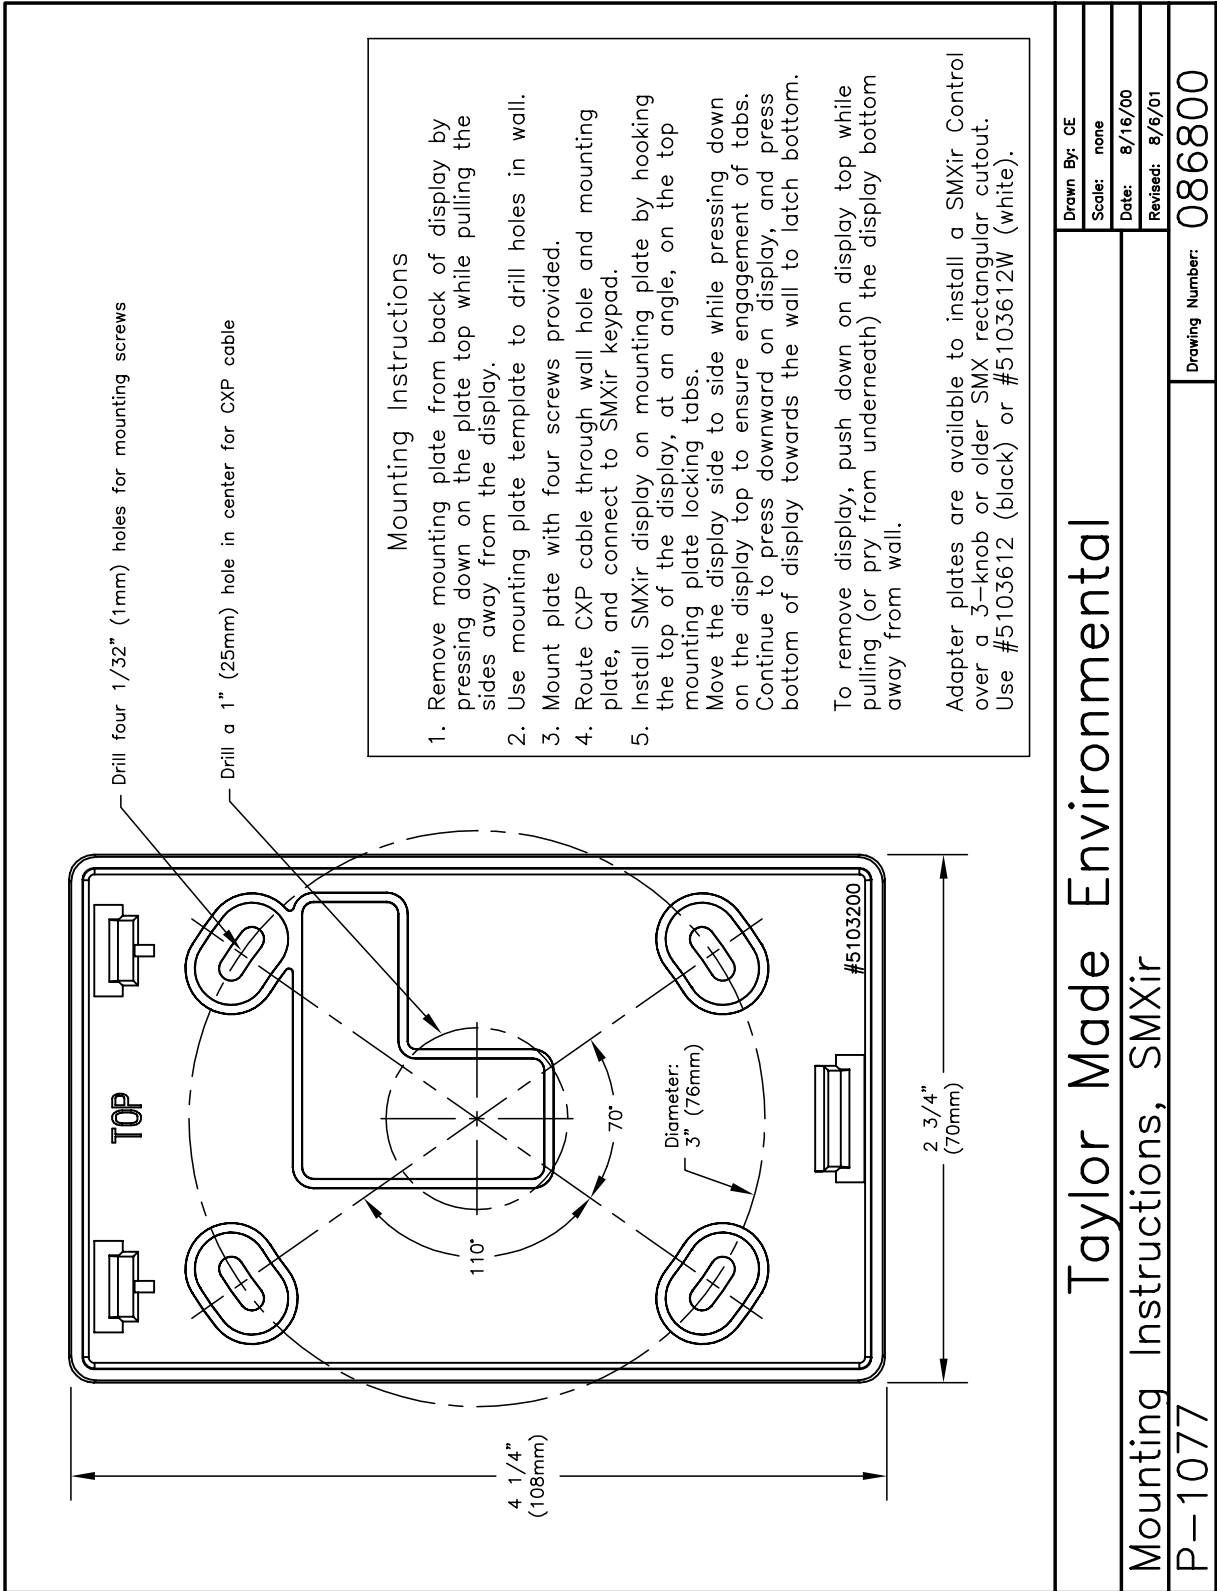 Drill four 1/32" (1mm) holes for mounting screws
Drill a 1" (25mm) hole in center for CXP cable
TOP
#5103200
110°
70°
Diameter:
3" (76mm)
4 1/4"
(108mm)
2 3/4"
(70mm)
Mounting Instructions
1. Remove mounting plate from back of display by
pressing down on the plate top while pulling the
sides away from the display.
2. Use mounting plate template to drill holes in wall.
3. Mount plate with four screws provided.
4. Route CXP cable through wall hole and mounting
plate, and connect to SMXir keypad.
5. Install SMXir display on mounting plate by hooking
the top of the display, at an angle, on the top
mounting plate locking tabs.
Move the display side to side while pressing down
on the display top to ensure engagement of tabs.
Continue to press downward on display, and press
bottom of display towards the wall to latch bottom.
To remove display, push down on display top while
pulling (or pry from underneath) the display bottom
away from wall.
Adapter plates are available to install a SMXir Control
over a 3-knob or older SMX rectangular cutout.
Use #5103612 (black) or #5103612W (white).
Taylor Made Environmental
Mounting Instructions, SMXir
P-1077
Drawn By: CE
Scale: none
Date: 8/16/00
Revised: 8/6/01
Drawing Number: 086800